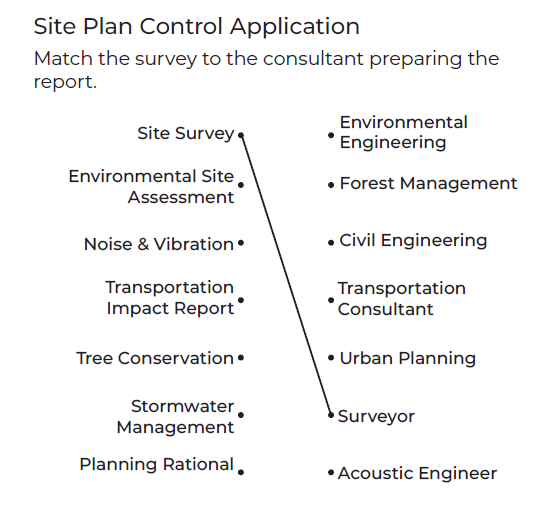 Site Plan Control Application
Match the survey to the consultant preparing the
report.
Site Survey
Environmental Site
Assessment
Noise & Vibration
Transportation
Impact Report
Tree Conservation
Stormwater
Management
Planning Rational
Environmental
Engineering
Forest Management
Civil Engineering
Transportation
Consultant
Urban Planning
Surveyor
Acoustic Engineer